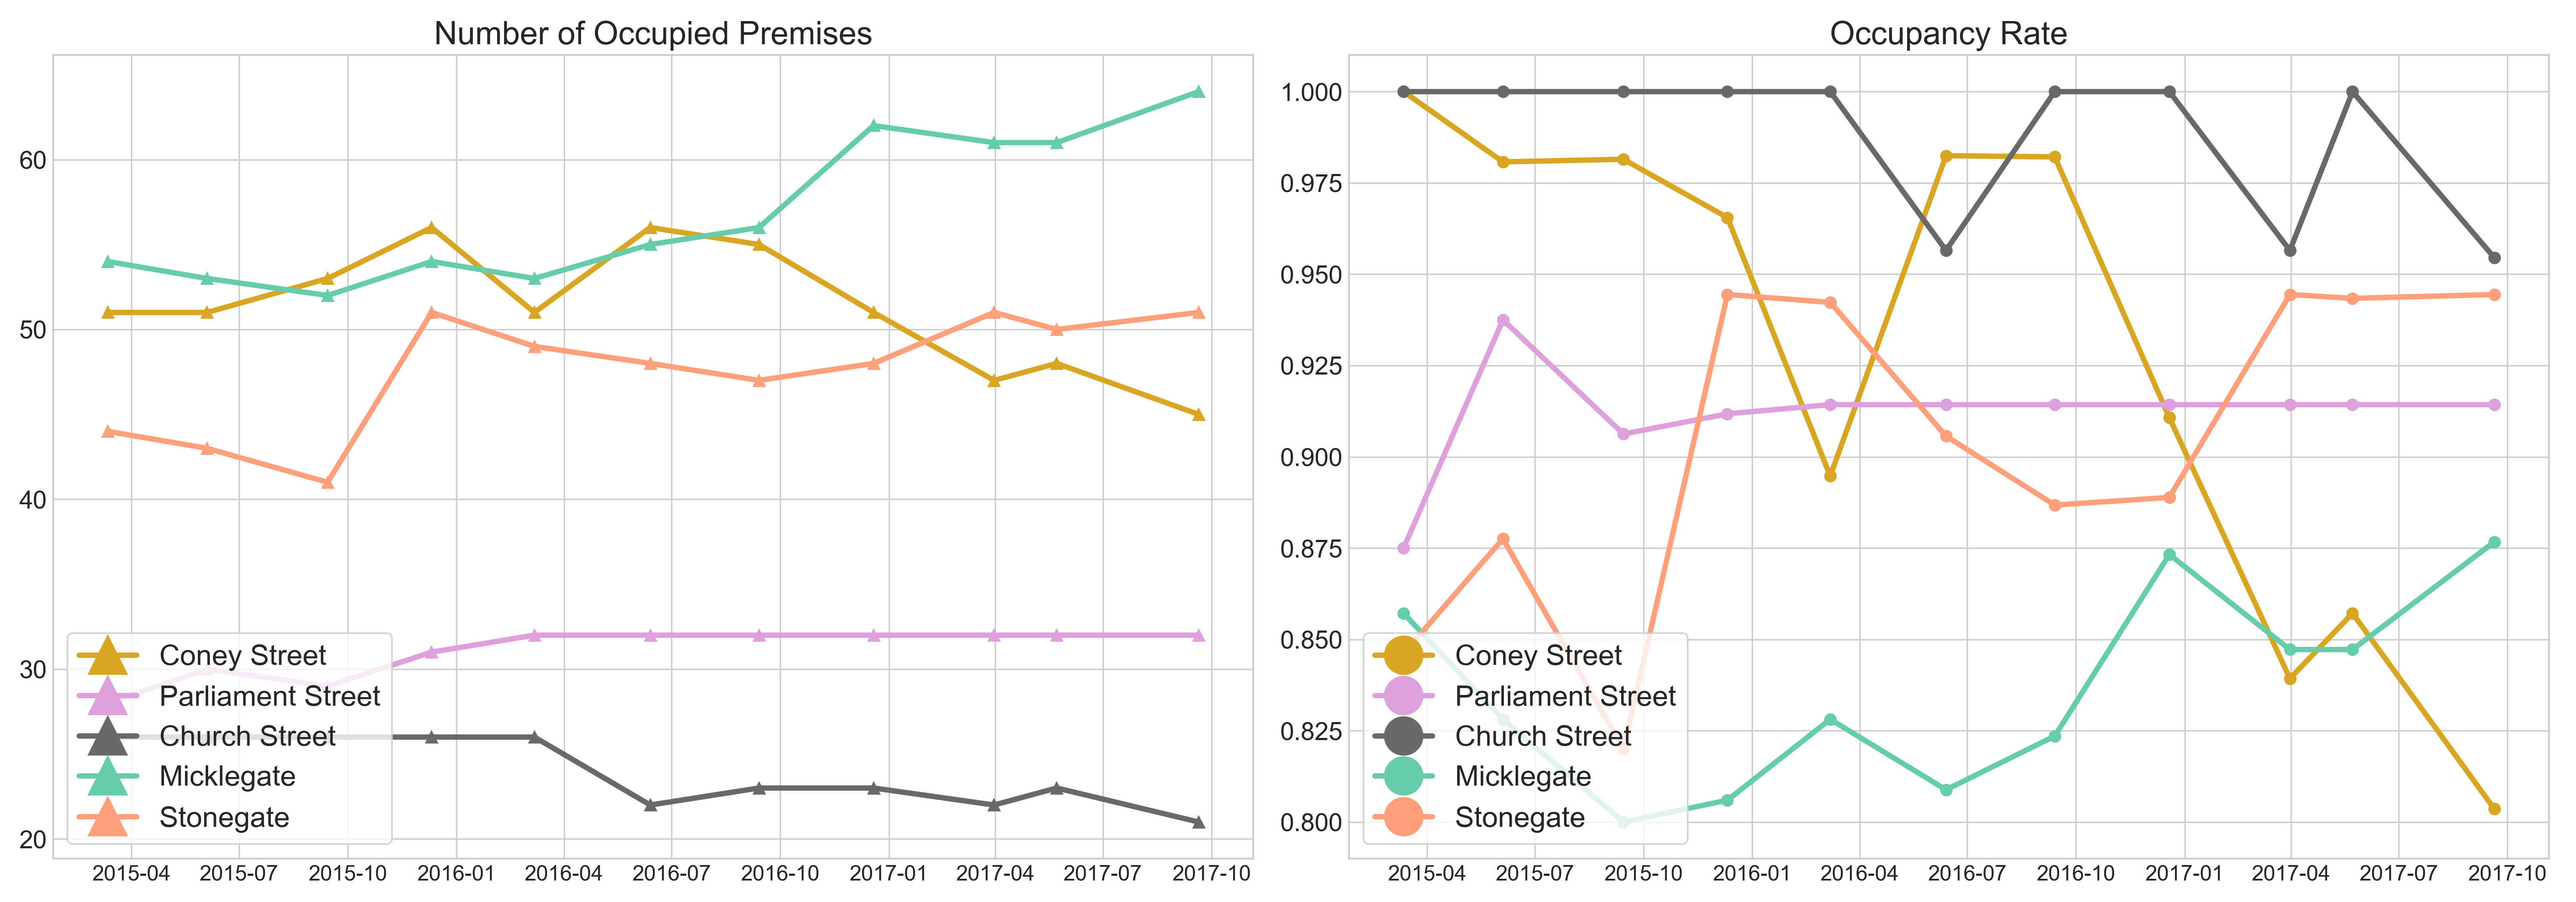 Number of Occupied Premises
60
50
40
30
20
Coney Street
Parliament Street
Church Street
Micklegate
Stonegate
2015-04 2015-07 2015-10 2016-01 2016-04 2016-07 2016-10 2017-01 2017-04 2017-07 2017-10
Occupancy Rate
1.000
0.975
0.950
0.925
0.900
0.875
0.850
0.825
0.800
Coney Street
Parliament Street
Church Street
Micklegate
Stonegate
2015-04 2015-07 2015-10 2016-01 2016-04 2016-07 2016-10 2017-01 2017-04 2017-07 2017-10